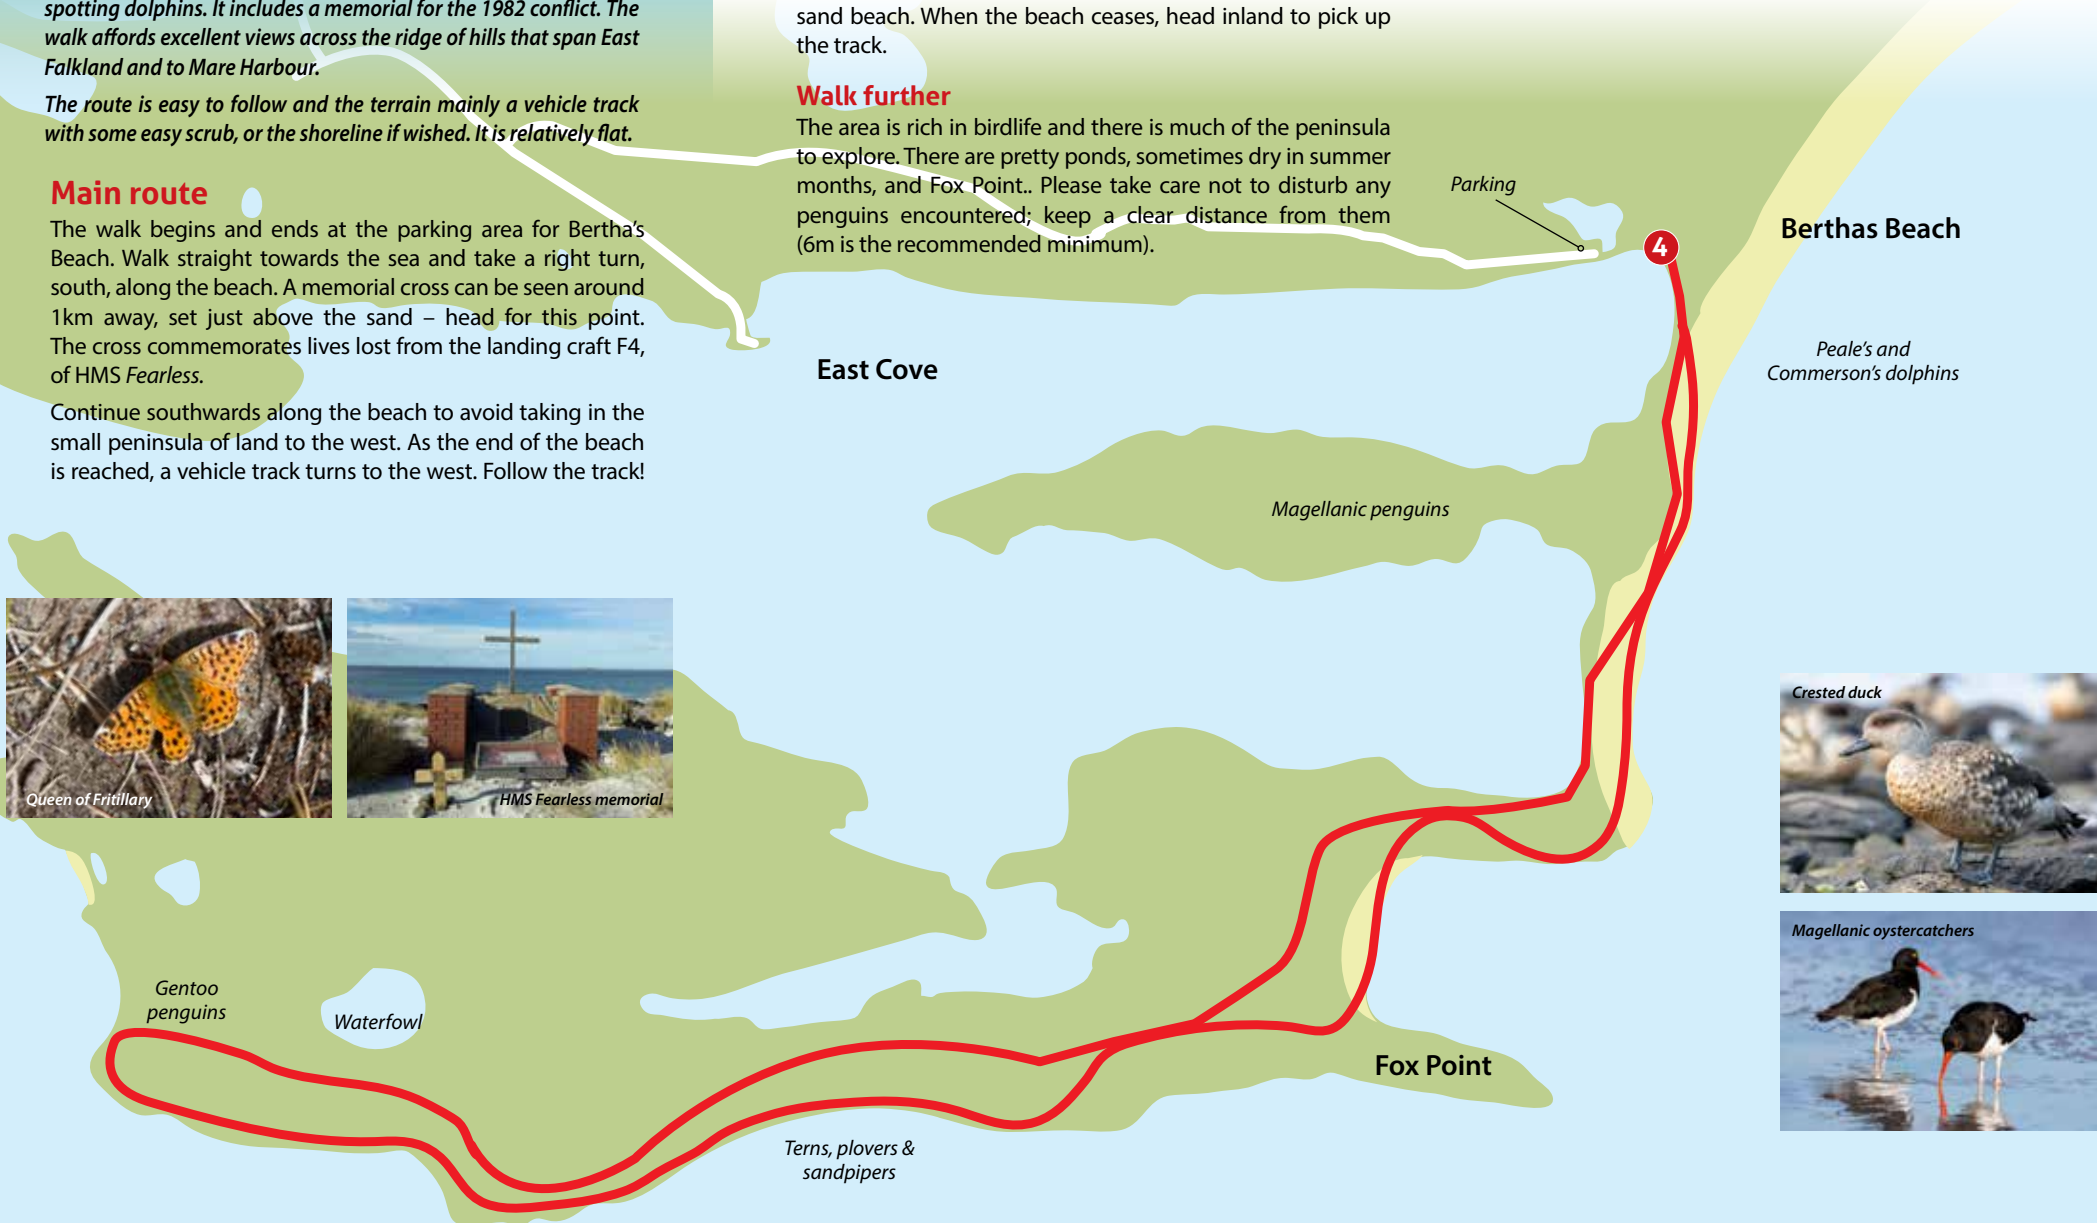 spotting dolphins. It includes a memorial for the 1982 conflict. The
walk affords excellent views across the ridge of hills that span East
Falkland and to Mare Harbour.
The route is easy to follow and the terrain mainly a vehicle track
with some easy scrub, or the shoreline if wished. It is relatively flat.
Main route
The walk begins and ends at the parking area for Bertha’s
Beach. Walk straight towards the sea and take a right turn,
south, along the beach. A memorial cross can be seen around
1km away, set just above the sand – head for this point.
The cross commemorates lives lost from the landing craft F4,
of HMS Fearless.
Continue southwards along the beach to avoid taking in the
small peninsula of land to the west. As the end of the beach
is reached, a vehicle track turns to the west. Follow the track!
sand beach. When the beach ceases, head inland to pick up
the track.
Walk further
The area is rich in birdlife and there is much of the peninsula
to explore. There are pretty ponds, sometimes dry in summer
months, and Fox Point.. Please take care not to disturb any
penguins encountered; keep a clear distance from them
(6m is the recommended minimum).
Parking
4
Berthas Beach
Peale’s and
Commerson’s dolphins
East Cove
Magellanic penguins
Queen of Fritillary
HMS Fearless memorial
Crested duck
Magellanic oystercatchers
Gentoo
penguins
Waterfowl
Fox Point
Terns, plovers &
sandpipers